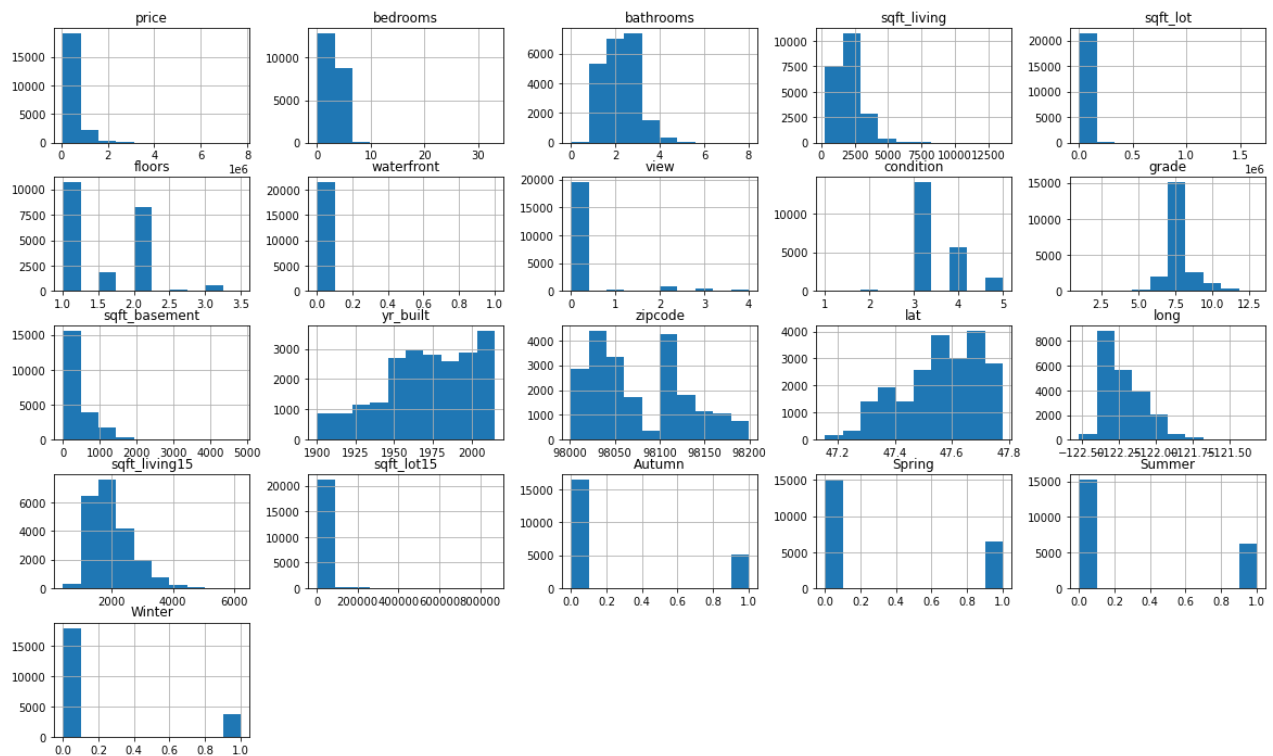 price bedrooms bathrooms sqft_living sqft_lot
15000 10000 5000 0
10000 5000 0
6000 4000 2000 0
10000 7500 5000 2500 0
20000 15000 10000 5000 0
0 2 4 6 8
1e6
0 10 20 30
0 2 4 6 8
0 2500 5000 7500 10000 12500
0.0 0.5 1.0 1.5
1e6
floors waterfront view condition grade
10000 7500 5000 2500 0
20000 15000 10000 5000 0
20000 15000 10000 5000 0
10000 5000 0
15000 10000 5000 0
1.0 1.5 2.0 2.5 3.0 3.5
0.0 0.2 0.4 0.6 0.8 1.0
0 1 2 3 4
1 2 3 4 5
2.5 5.0 7.5 10.0 12.5
sqft_basement yr_built zipcode lat long
15000 10000 5000 0
3000 2000 1000 0
4000 3000 2000 1000 0
4000 3000 2000 1000 0
8000 6000 4000 2000 0
0 1000 2000 3000 4000 5000
1900 1925 1950 1975 2000
98000 98050 98100 98150 98200
47.2 47.4 47.6 47.8
−122.50 −122.25 −122.00 −121.75 −121.50
sqft_living15 sqft_lot15 Autumn Spring Summer
6000 4000 2000 0
20000 15000 10000 5000 0
15000 10000 5000 0
15000 10000 5000 0
15000 10000 5000 0
2000 4000 6000
0 200000 400000 600000 800000
0.0 0.2 0.4 0.6 0.8 1.0
0.0 0.2 0.4 0.6 0.8 1.0
0.0 0.2 0.4 0.6 0.8 1.0
Winter
15000 10000 5000 0
0.0 0.2 0.4 0.6 0.8 1.0